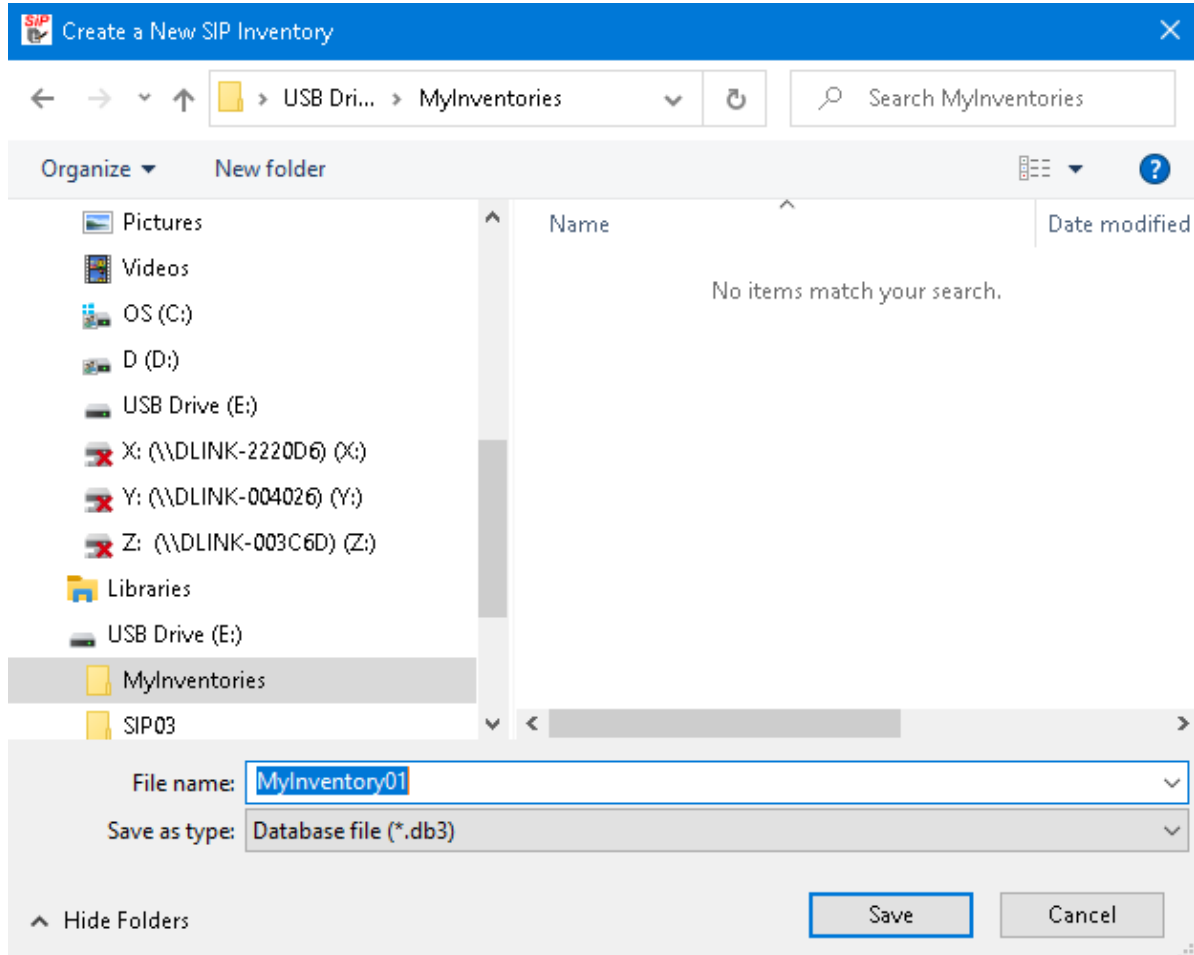 SIP Create a New SIP Inventory
USB Dri... MyInventories Search MyInventories
Organize New folder ?
Pictures
Videos
OS (C:)
D (D:)
USB Drive (E:)
X: (\\DLINK-2220D6) (X:)
Y: (\\DLINK-004026) (Y:)
Z: (\\DLINK-003C6D) (Z:)
Libraries
USB Drive (E:)
MyInventories
SIP03
Name Date modified
No items match your search.
File name: MyInventory01
Save as type: Database file (*.db3)
Hide Folders Save Cancel